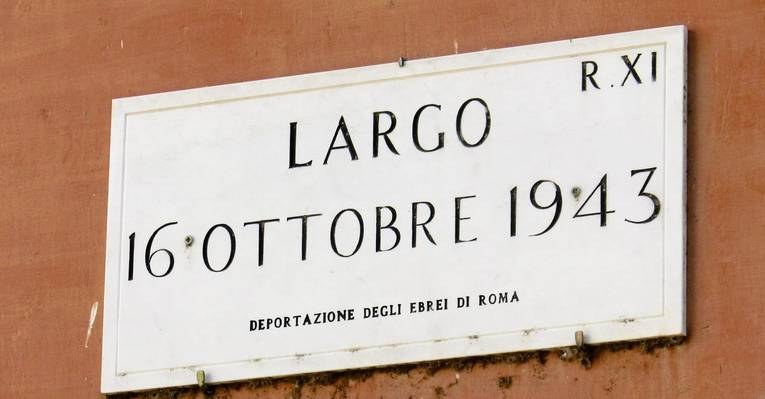 R. XI
LARGO
16 OTTOBRE 1943
DEPORTAZIONE DEGLI EBREI DI ROMA